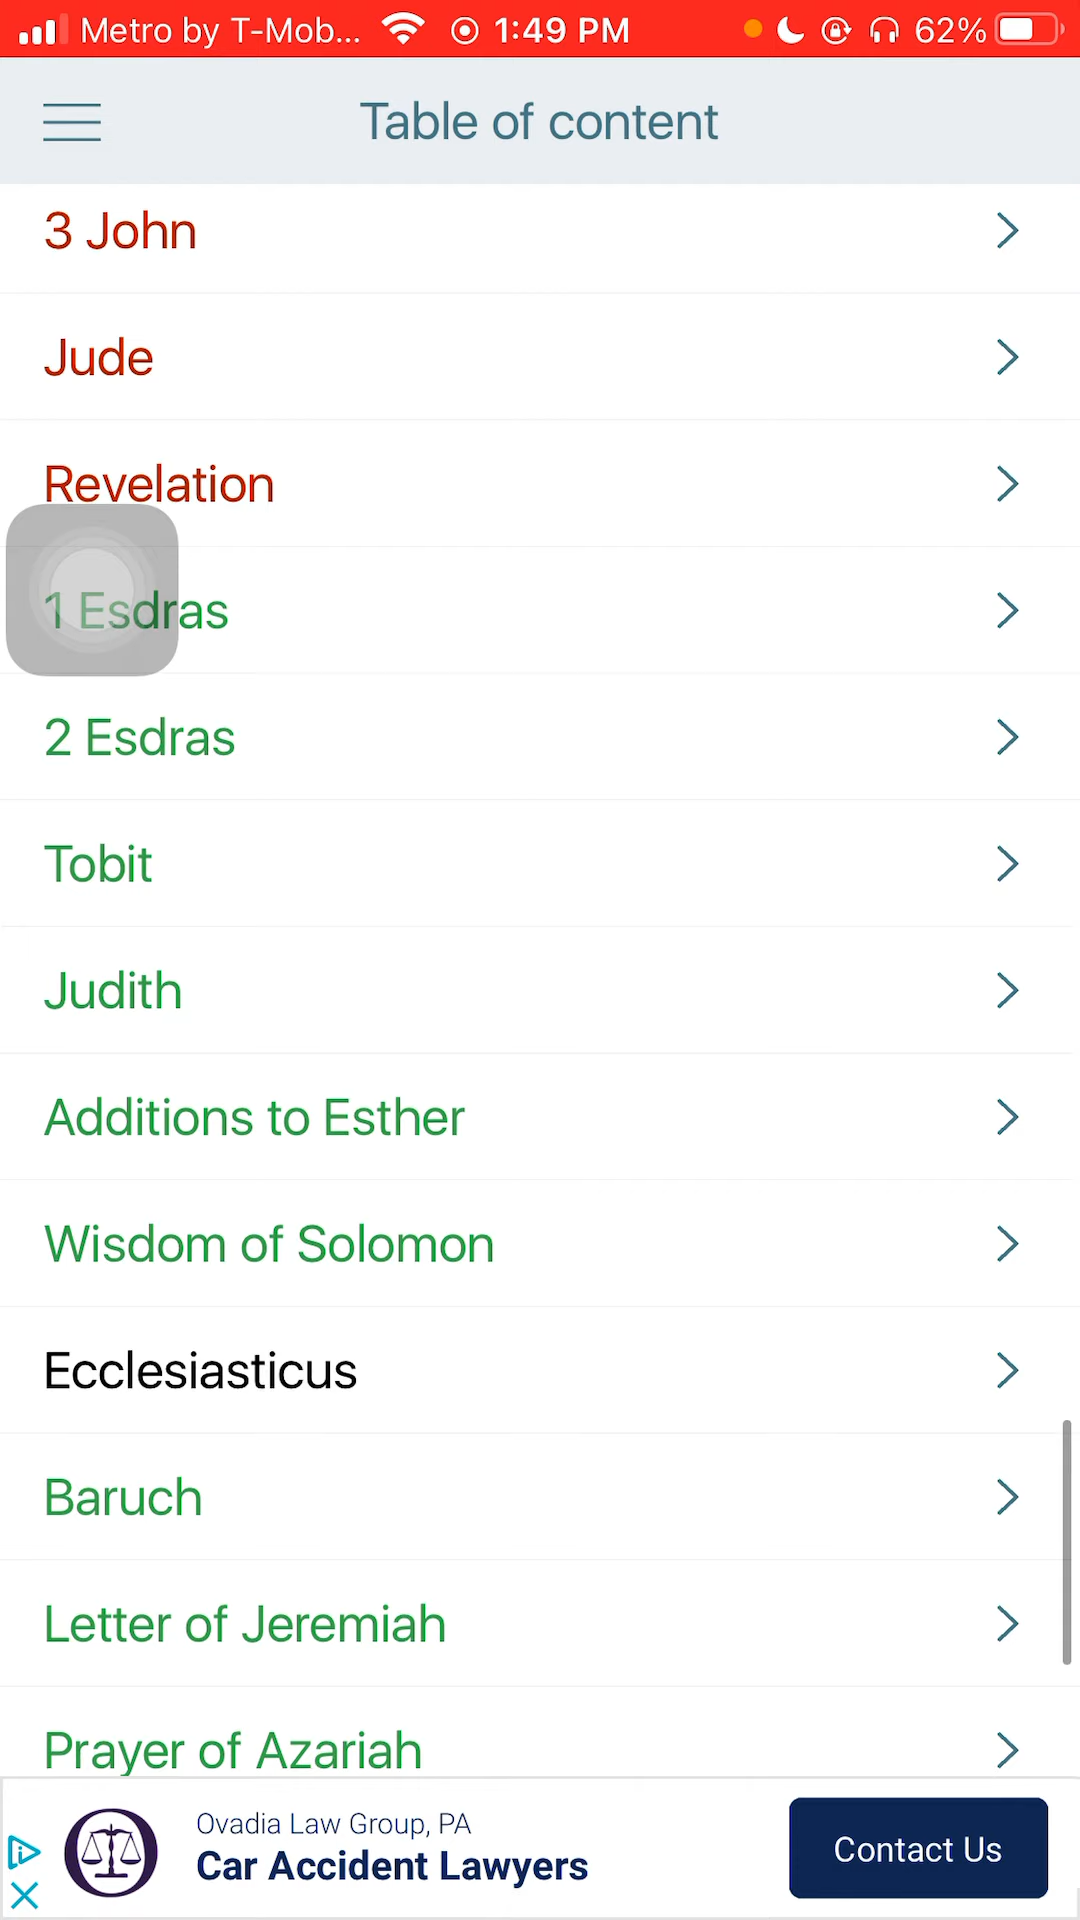 Metro by T-Mob... 1:49 PM 62%
Table of content
3 John
Jude
Revelation
1 Esdras
2 Esdras
Tobit
Judith
Additions to Esther
Wisdom of Solomon
Ecclesiasticus
Baruch
Letter of Jeremiah
Prayer of Azariah
Ovadia Law Group, PA
Car Accident Lawyers
Contact Us